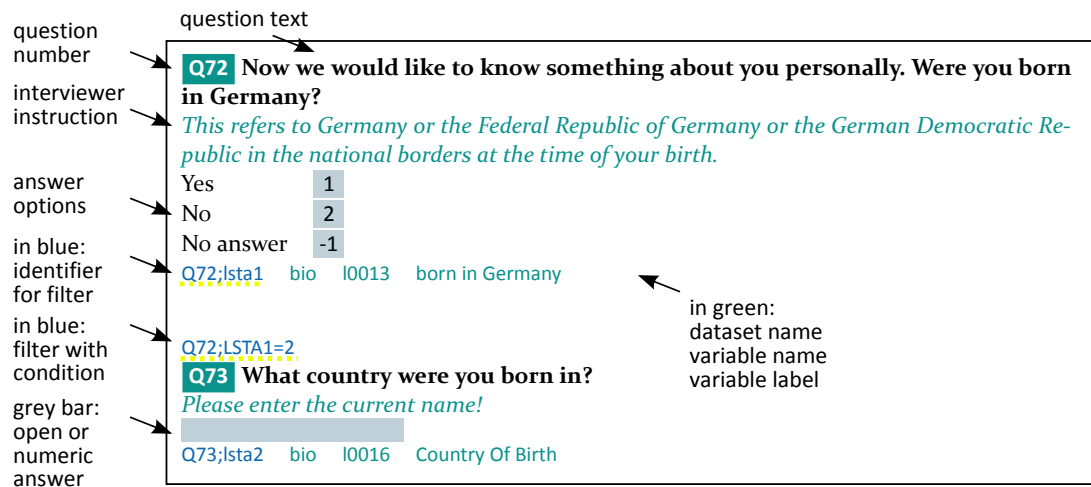 question text
question
number
Q72 Now we would like to know something about you personally. Were you born
in Germany?
interviewer
instruction
This refers to Germany or the Federal Republic of Germany or the German Democratic Re-
public in the national borders at the time of your birth.
answer
options
Yes 1
No 2
No answer -1
in blue:
identifier
for filter
Q72;lsta1 bio l0013 born in Germany
in green:
dataset name
variable name
variable label
in blue:
filter with
condition
Q72;LSTA1=2
Q73 What country were you born in?
Please enter the current name!
grey bar:
open or
numeric
answer
Q73;lsta2 bio l0016 Country Of Birth